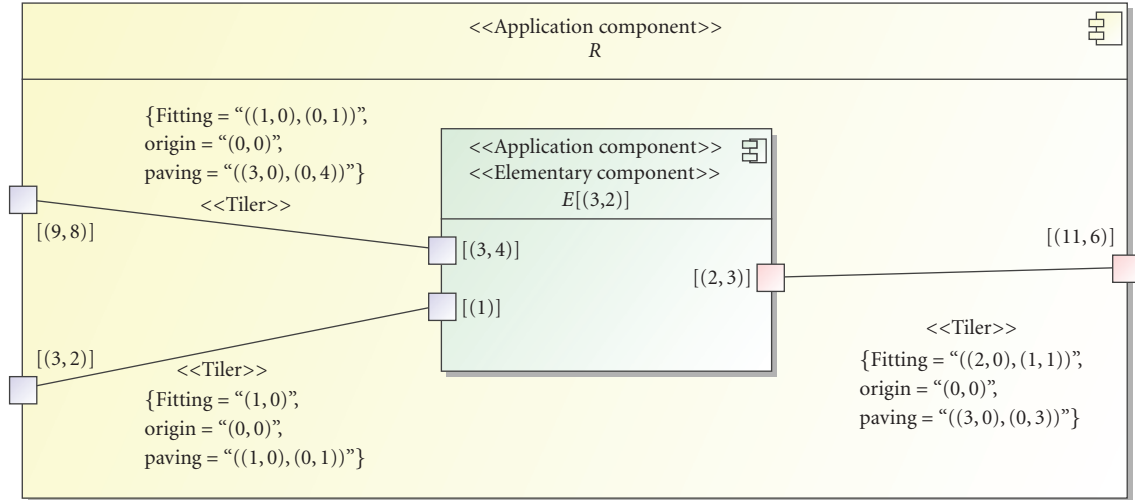 <<Application component>>
R
{Fitting = “((1, 0), (0, 1))”,
origin = “(0, 0)”,
paving = “((3, 0), (0, 4))”}
<<Tiler>>
[(9, 8)]
<<Application component>>
<<Elementary component>>
E[(3,2)]
[(3, 4)]
[(1)]
[(2, 3)]
[(11, 6)]
[(3, 2)]
<<Tiler>>
{Fitting = “(1, 0)”,
origin = “(0, 0)”,
paving = “((1, 0), (0, 1))”}
<<Tiler>>
{Fitting = “((2, 0), (1, 1))”,
origin = “(0, 0)”,
paving = “((3, 0), (0, 3))”}